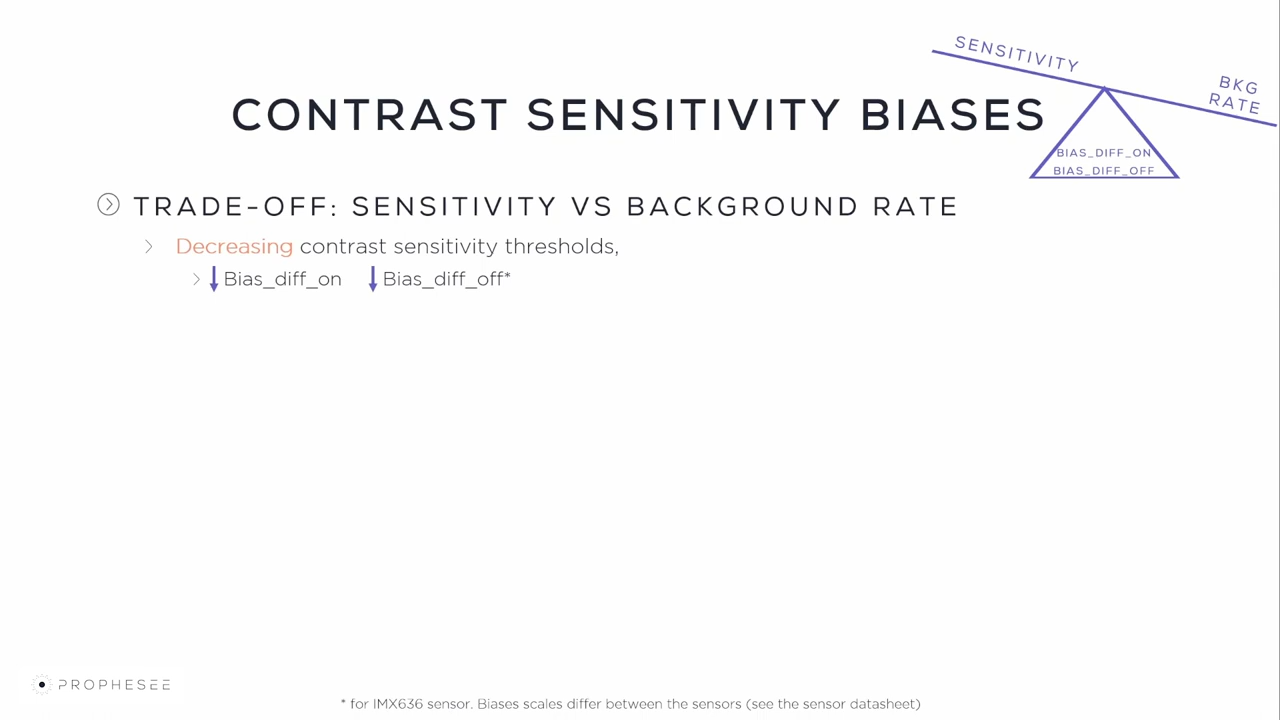 SENSITIVITY
BKG
RATE
CONTRAST SENSITIVITY BIASES
BIAS_DIFF_ON
BIAS_DIFF_OFF
TRADE-OFF: SENSITIVITY VS BACKGROUND RATE
Decreasing contrast sensitivity thresholds,
Bias_diff_on Bias_diff_off*
PROPHESEE
* for IMX636 sensor. Biases scales differ between the sensors (see the sensor datasheet)